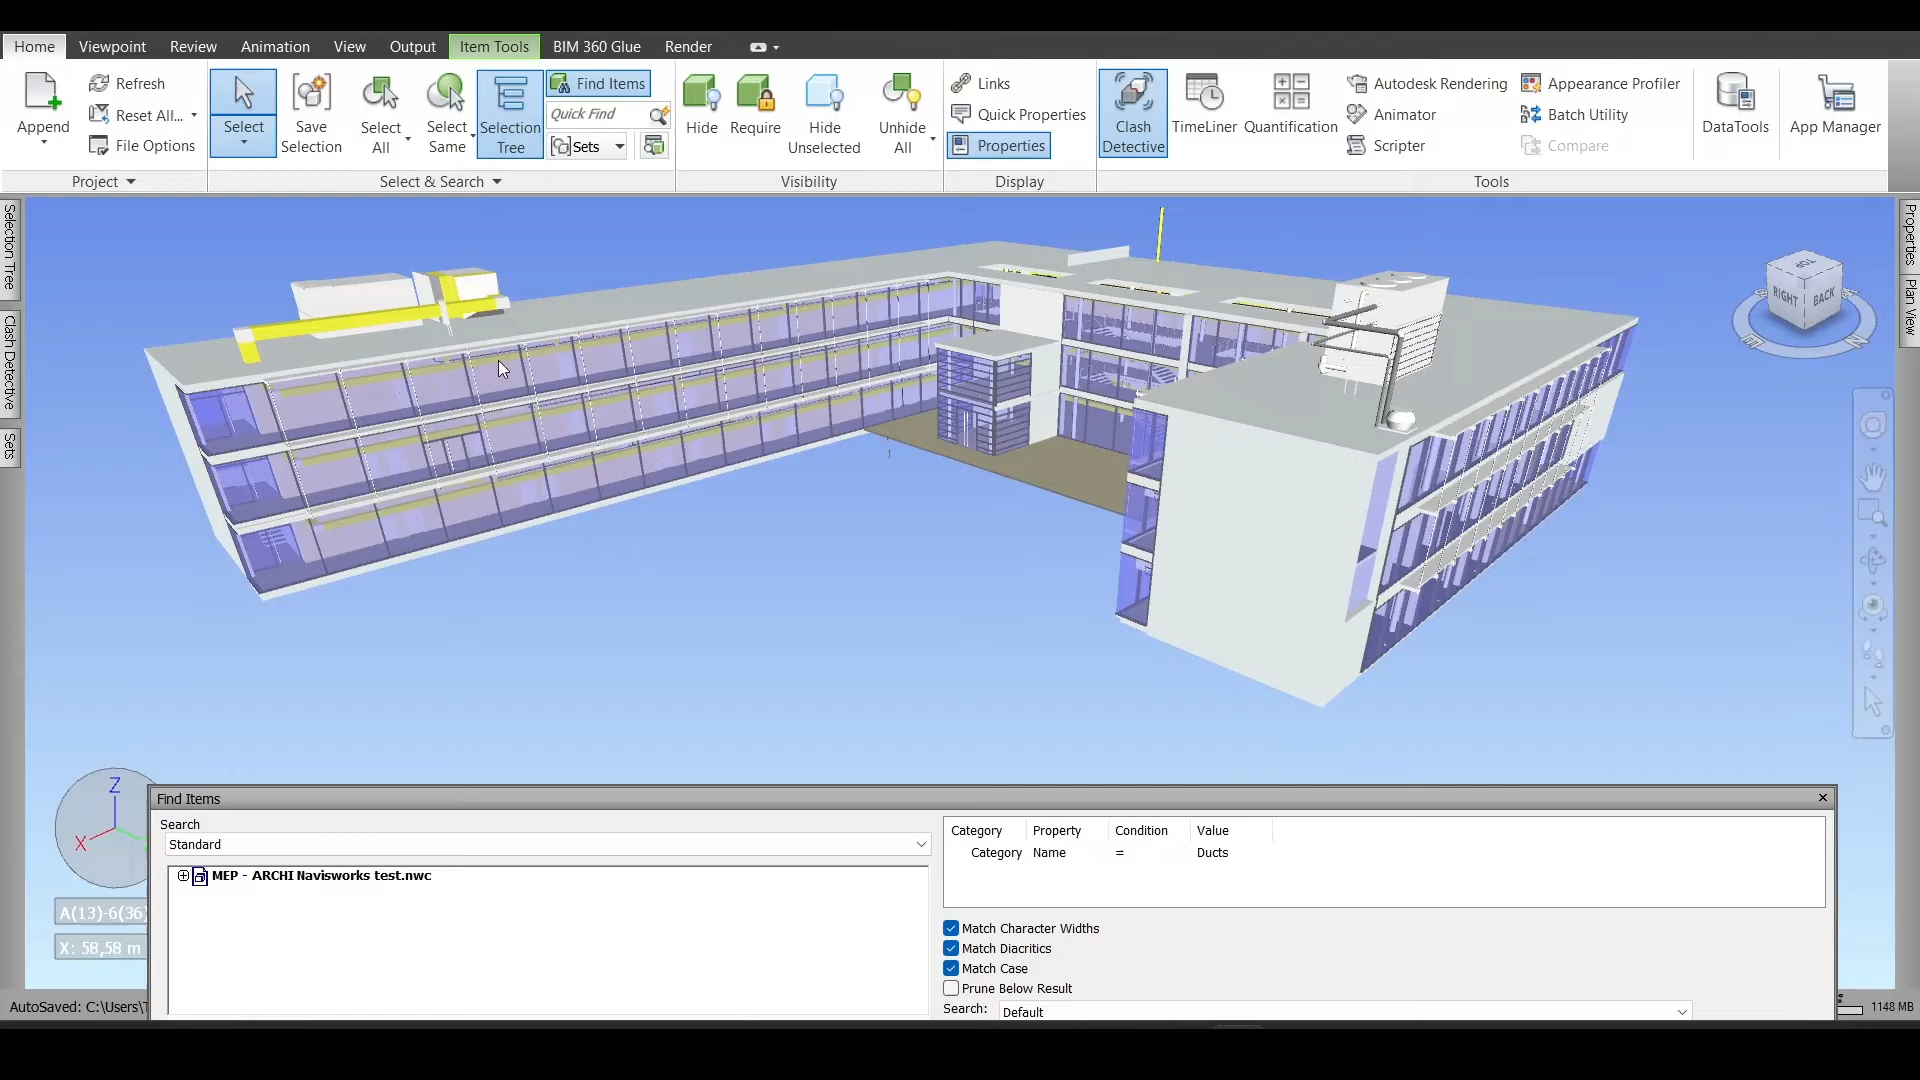 Home Viewpoint Review Animation View Output Item Tools BIM 360 Glue Render
Append
Refresh
Reset All...
File Options
Project
Select
Save Selection
Select All
Select Same
Selection Tree
Find Items
Quick Find
Sets
Select & Search
Hide
Require
Hide Unselected
Unhide All
Visibility
Links
Quick Properties
Properties
Display
Clash Detective
TimeLiner
Quantification
Autodesk Rendering
Animator
Scripter
Appearance Profiler
Batch Utility
Compare
DataTools
App Manager
Tools
Selection Tree
Clash Detective
Sets
Properties
Plan View
TOP
RIGHT
BACK
Z
X
A(13)-6(36)
X: 58,58 m
AutoSaved: C:\Users\T
1148 MB
Find Items
Search
Standard
MEP - ARCHI Navisworks test.nwc
Category Property Condition Value
Category Name = Ducts
Match Character Widths
Match Diacritics
Match Case
Prune Below Result
Search: Default